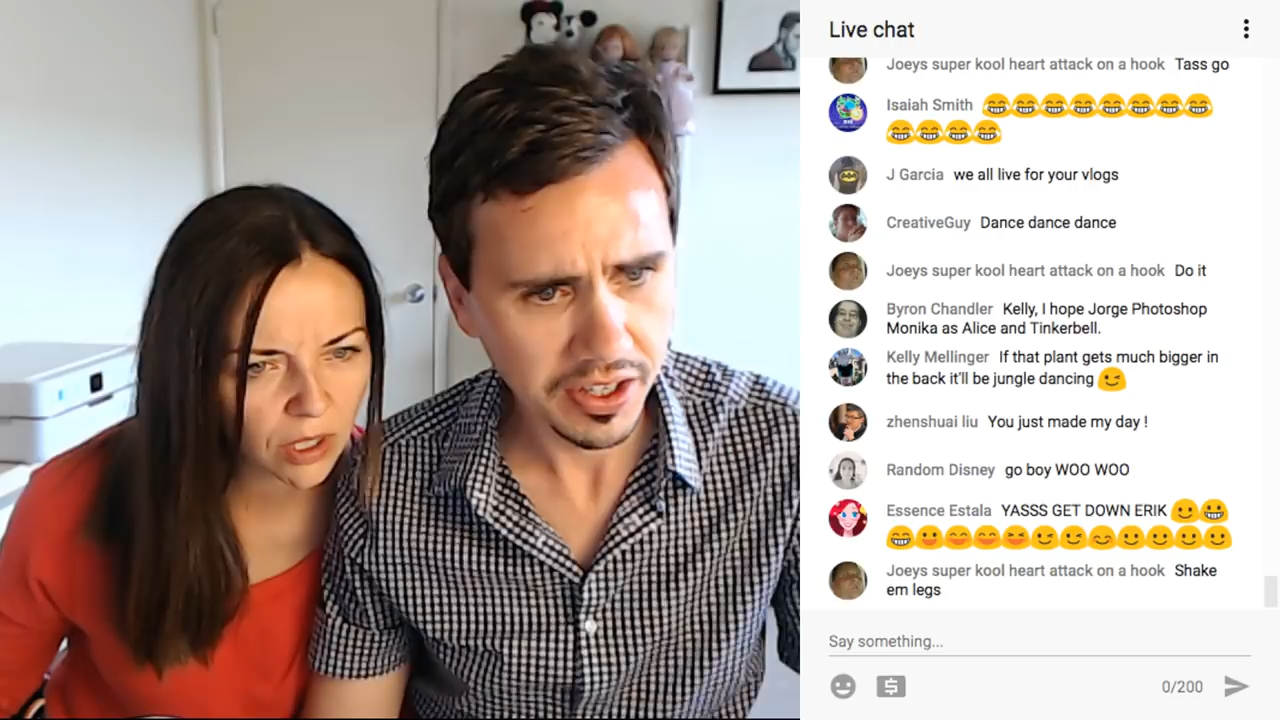 Live chat
Joeys super kool heart attack on a hook Tass go
Isaiah Smith 😂😂😂😂😂😂😂😂
😂😂😂😂
J Garcia we all live for your vlogs
CreativeGuy Dance dance dance
Joeys super kool heart attack on a hook Do it
Byron Chandler Kelly, I hope Jorge Photoshop
Monika as Alice and Tinkerbell.
Kelly Mellinger If that plant gets much bigger in
the back it'll be jungle dancing 😉
zhenshuai liu You just made my day !
Random Disney go boy WOO WOO
Essence Estala YASSS GET DOWN ERIK 🙂😀
😁😃😄😄😆😉😉😊🙂🙂🙂🙂
Joeys super kool heart attack on a hook Shake
em legs
Say something...
0/200